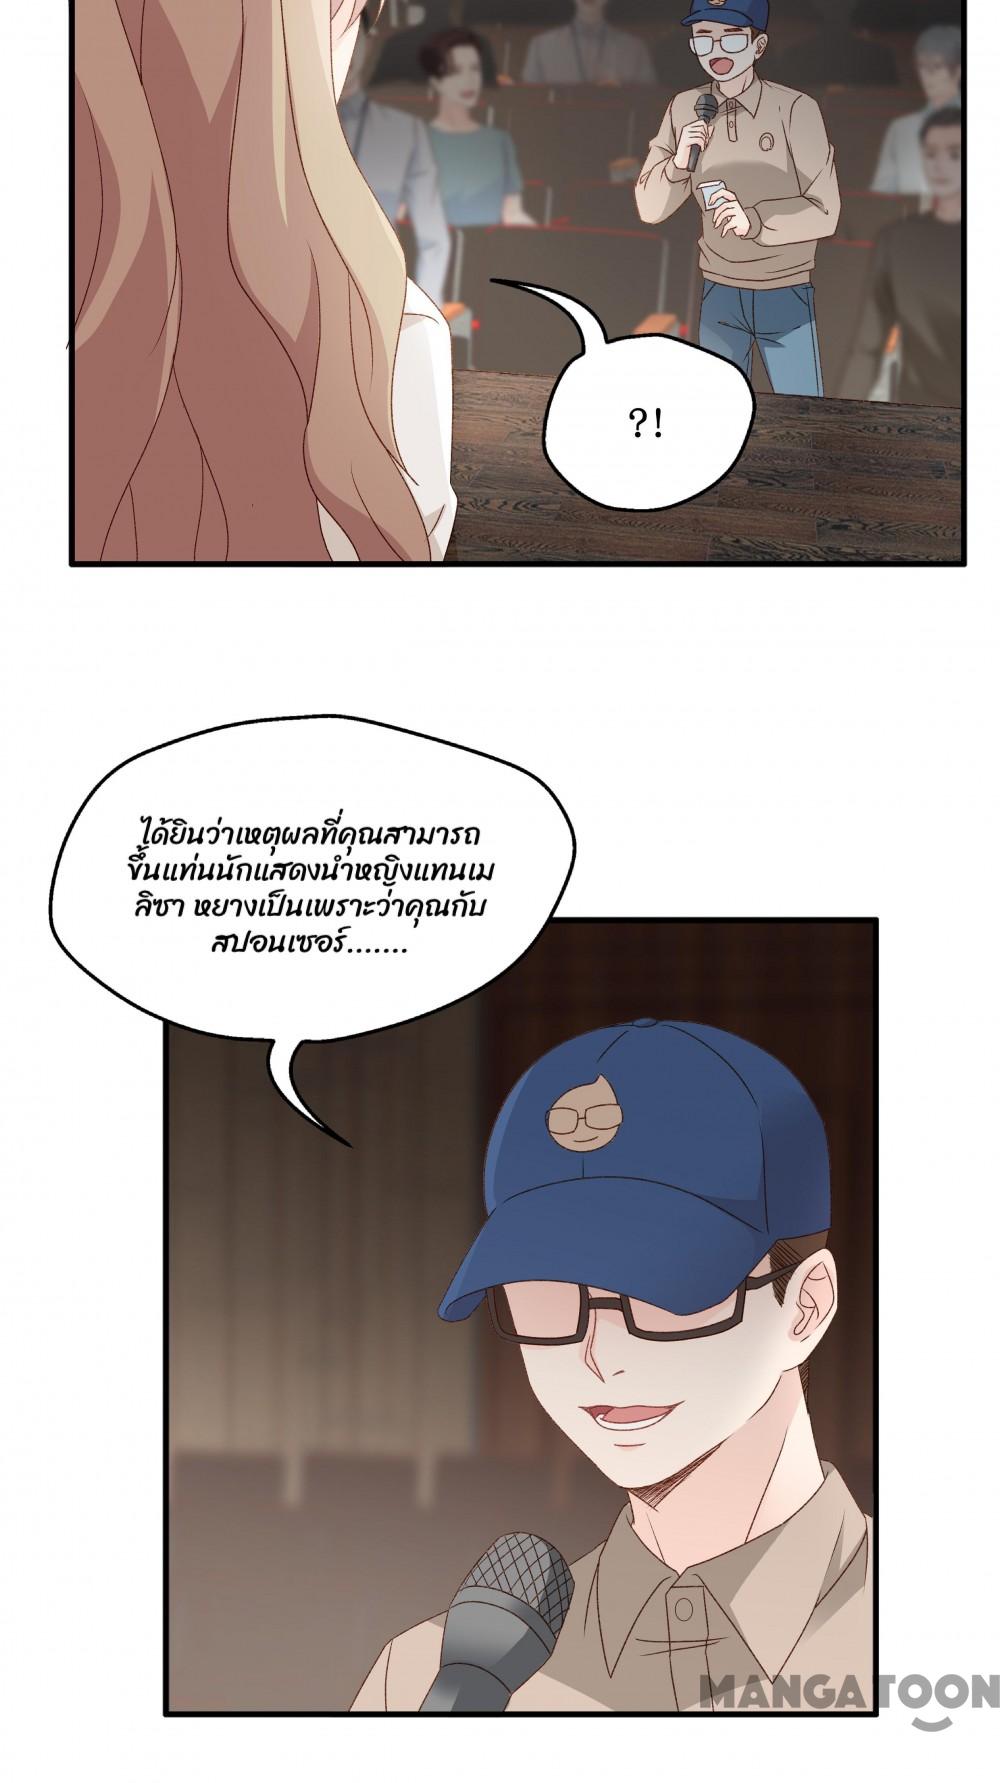 ?!
ได้ยินว่าเหตุผลที่คุณสามารถ
ขึ้นแท่นนักแสดงนำหญิงแทนเม
ลิซา หยางเป็นเพราะว่าคุณกับ
สปอนเซอร์.......
MANGATOON